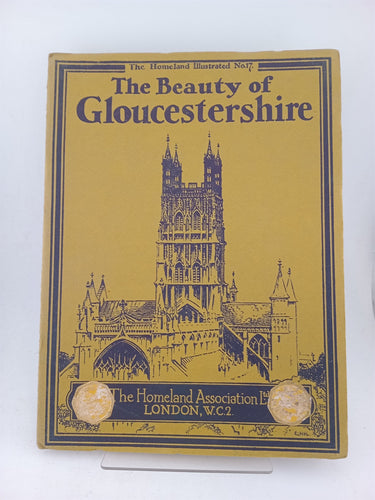 The Homeland Illustrated No.17.
The Beauty of
Gloucestershire
The Homeland Association Ltd
LONDON, W.C.2.